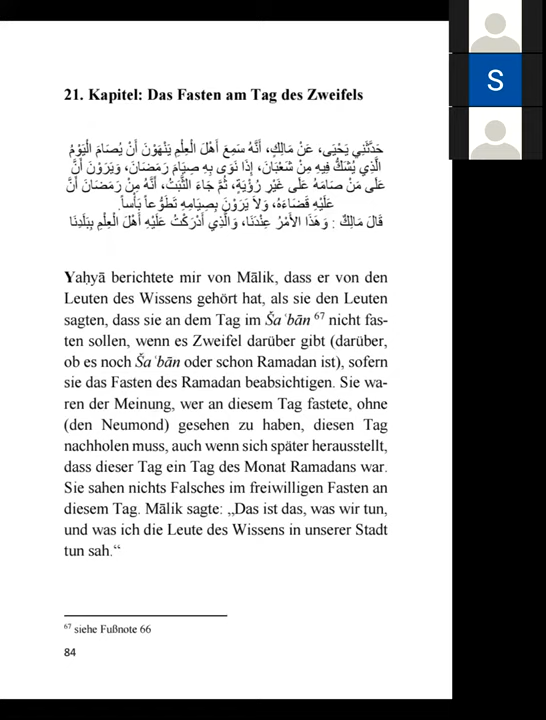 21. Kapitel: Das Fasten am Tag des Zweifels
حَدَّثَنِي يَحْيَى، عَنْ مَالِكٍ، أَنَّهُ سَمِعَ أَهْلَ الْعِلْمِ يَنْهَوْنَ أَنْ يُصَامَ الْيَوْمُ
الَّذِي يُشَكُّ فِيهِ مِنْ شَعْبَانَ، إِذَا نَوَى بِهِ صِيَامَ رَمَضَانَ، وَيَرَوْنَ أَنَّ
عَلَى مَنْ صَامَهُ عَلَى غَيْرِ رُؤْيَةٍ، ثُمَّ جَاءَ الثَّبَتُ، أَنَّهُ مِنْ رَمَضَانَ أَنَّ
عَلَيْهِ قَضَاءَهُ، وَلاَ يَرَوْنَ بِصِيَامِهِ تَطَوُّعاً بَأْساً.
قَالَ مَالِكٌ : وَهَذَا الأَمْرُ عِنْدَنَا، وَالَّذِي أَدْرَكْتُ عَلَيْهِ أَهْلَ الْعِلْمِ بِبَلَدِنَا
Yaḥyā berichtete mir von Mālik, dass er von den
Leuten des Wissens gehört hat, als sie den Leuten
sagten, dass sie an dem Tag im Šaʿbān 67 nicht fas-
ten sollen, wenn es Zweifel darüber gibt (darüber,
ob es noch Šaʿbān oder schon Ramadan ist), sofern
sie das Fasten des Ramadan beabsichtigen. Sie wa-
ren der Meinung, wer an diesem Tag fastete, ohne
(den Neumond) gesehen zu haben, diesen Tag
nachholen muss, auch wenn sich später herausstellt,
dass dieser Tag ein Tag des Monat Ramadans war.
Sie sahen nichts Falsches im freiwilligen Fasten an
diesem Tag. Mālik sagte: „Das ist das, was wir tun,
und was ich die Leute des Wissens in unserer Stadt
tun sah.“
67 siehe Fußnote 66
84
S